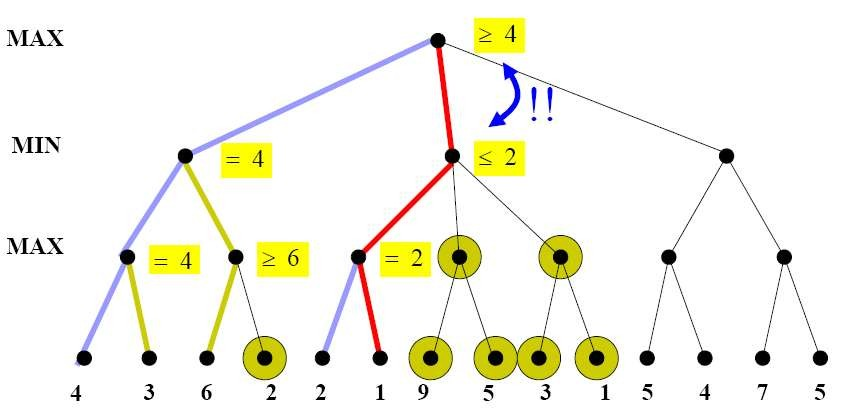 MAX ≥ 4
!!
MIN = 4 ≤ 2
MAX = 4 ≥ 6 = 2
4 3 6 2 2 1 9 5 3 1 5 4 7 5